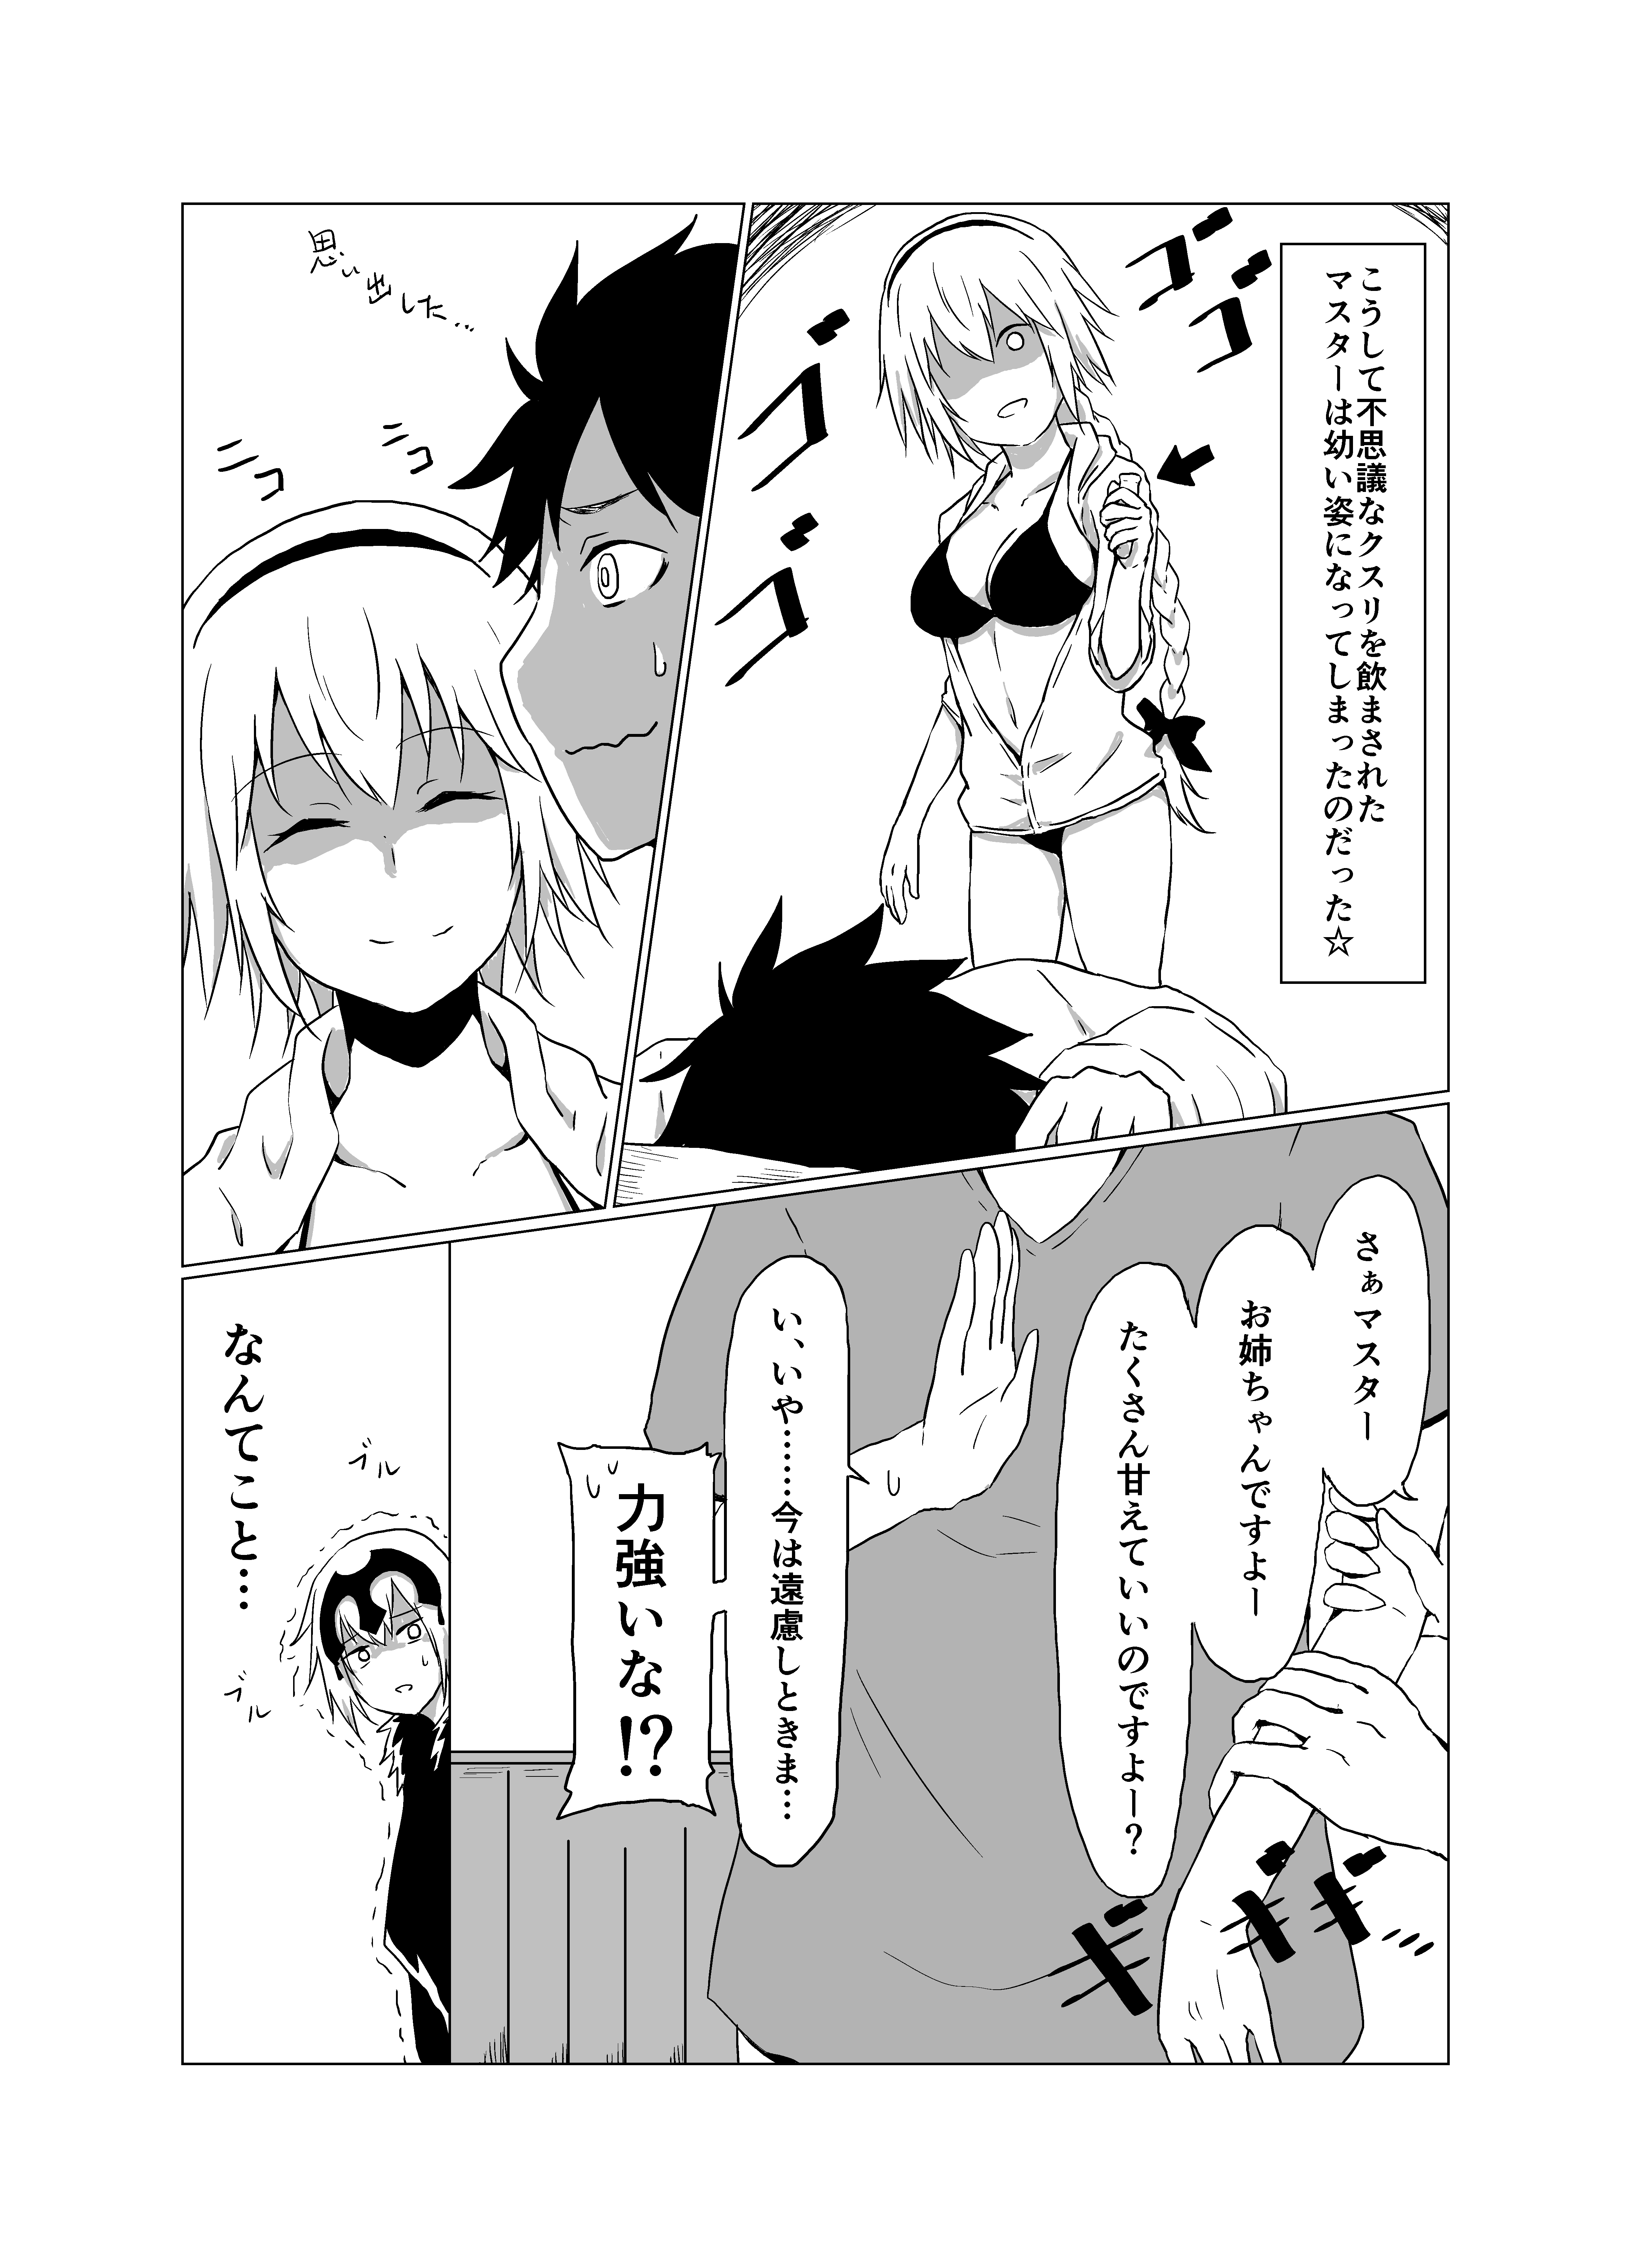 こうして不思議なクスリを飲まされた
マスターは幼い姿になってしまったのだった☆
ゴゴ
ゴゴ
思い出した…
ニコ
ニコ
さぁマスター
お姉ちゃんですよー
たくさん甘えていいのですよー?
い、いや……今は遠慮しときま…
力強いな!?
ギギギ
なんてこと…
ブル
ブル